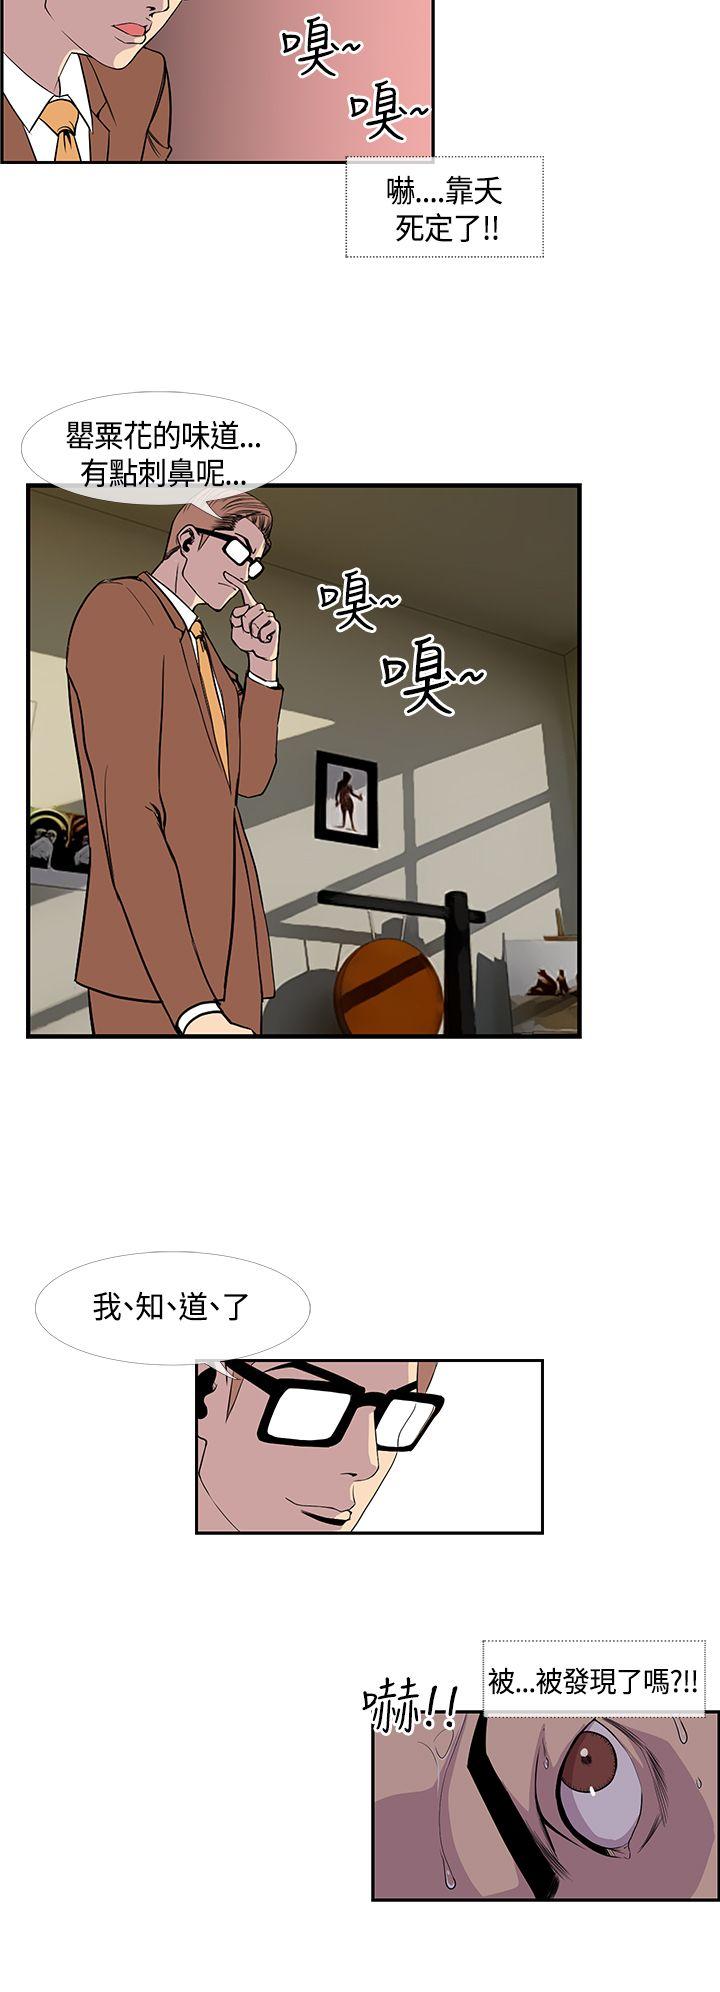 嗅~
嗅~
嚇....靠夭
死定了!!
罌粟花的味道...
有點刺鼻呢...
嗅~
嗅~
我、知、道、了
被...被發現了嗎?!!
嚇!!